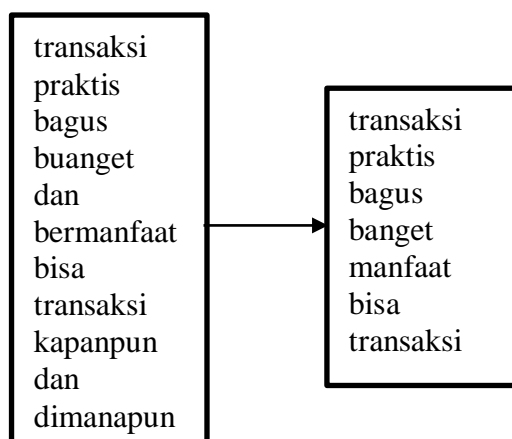 transaksi
praktis
bagus
buanget
dan
bermanfaat
bisa
transaksi
kapanpun
dan
dimanapun
transaksi
praktis
bagus
banget
manfaat
bisa
transaksi